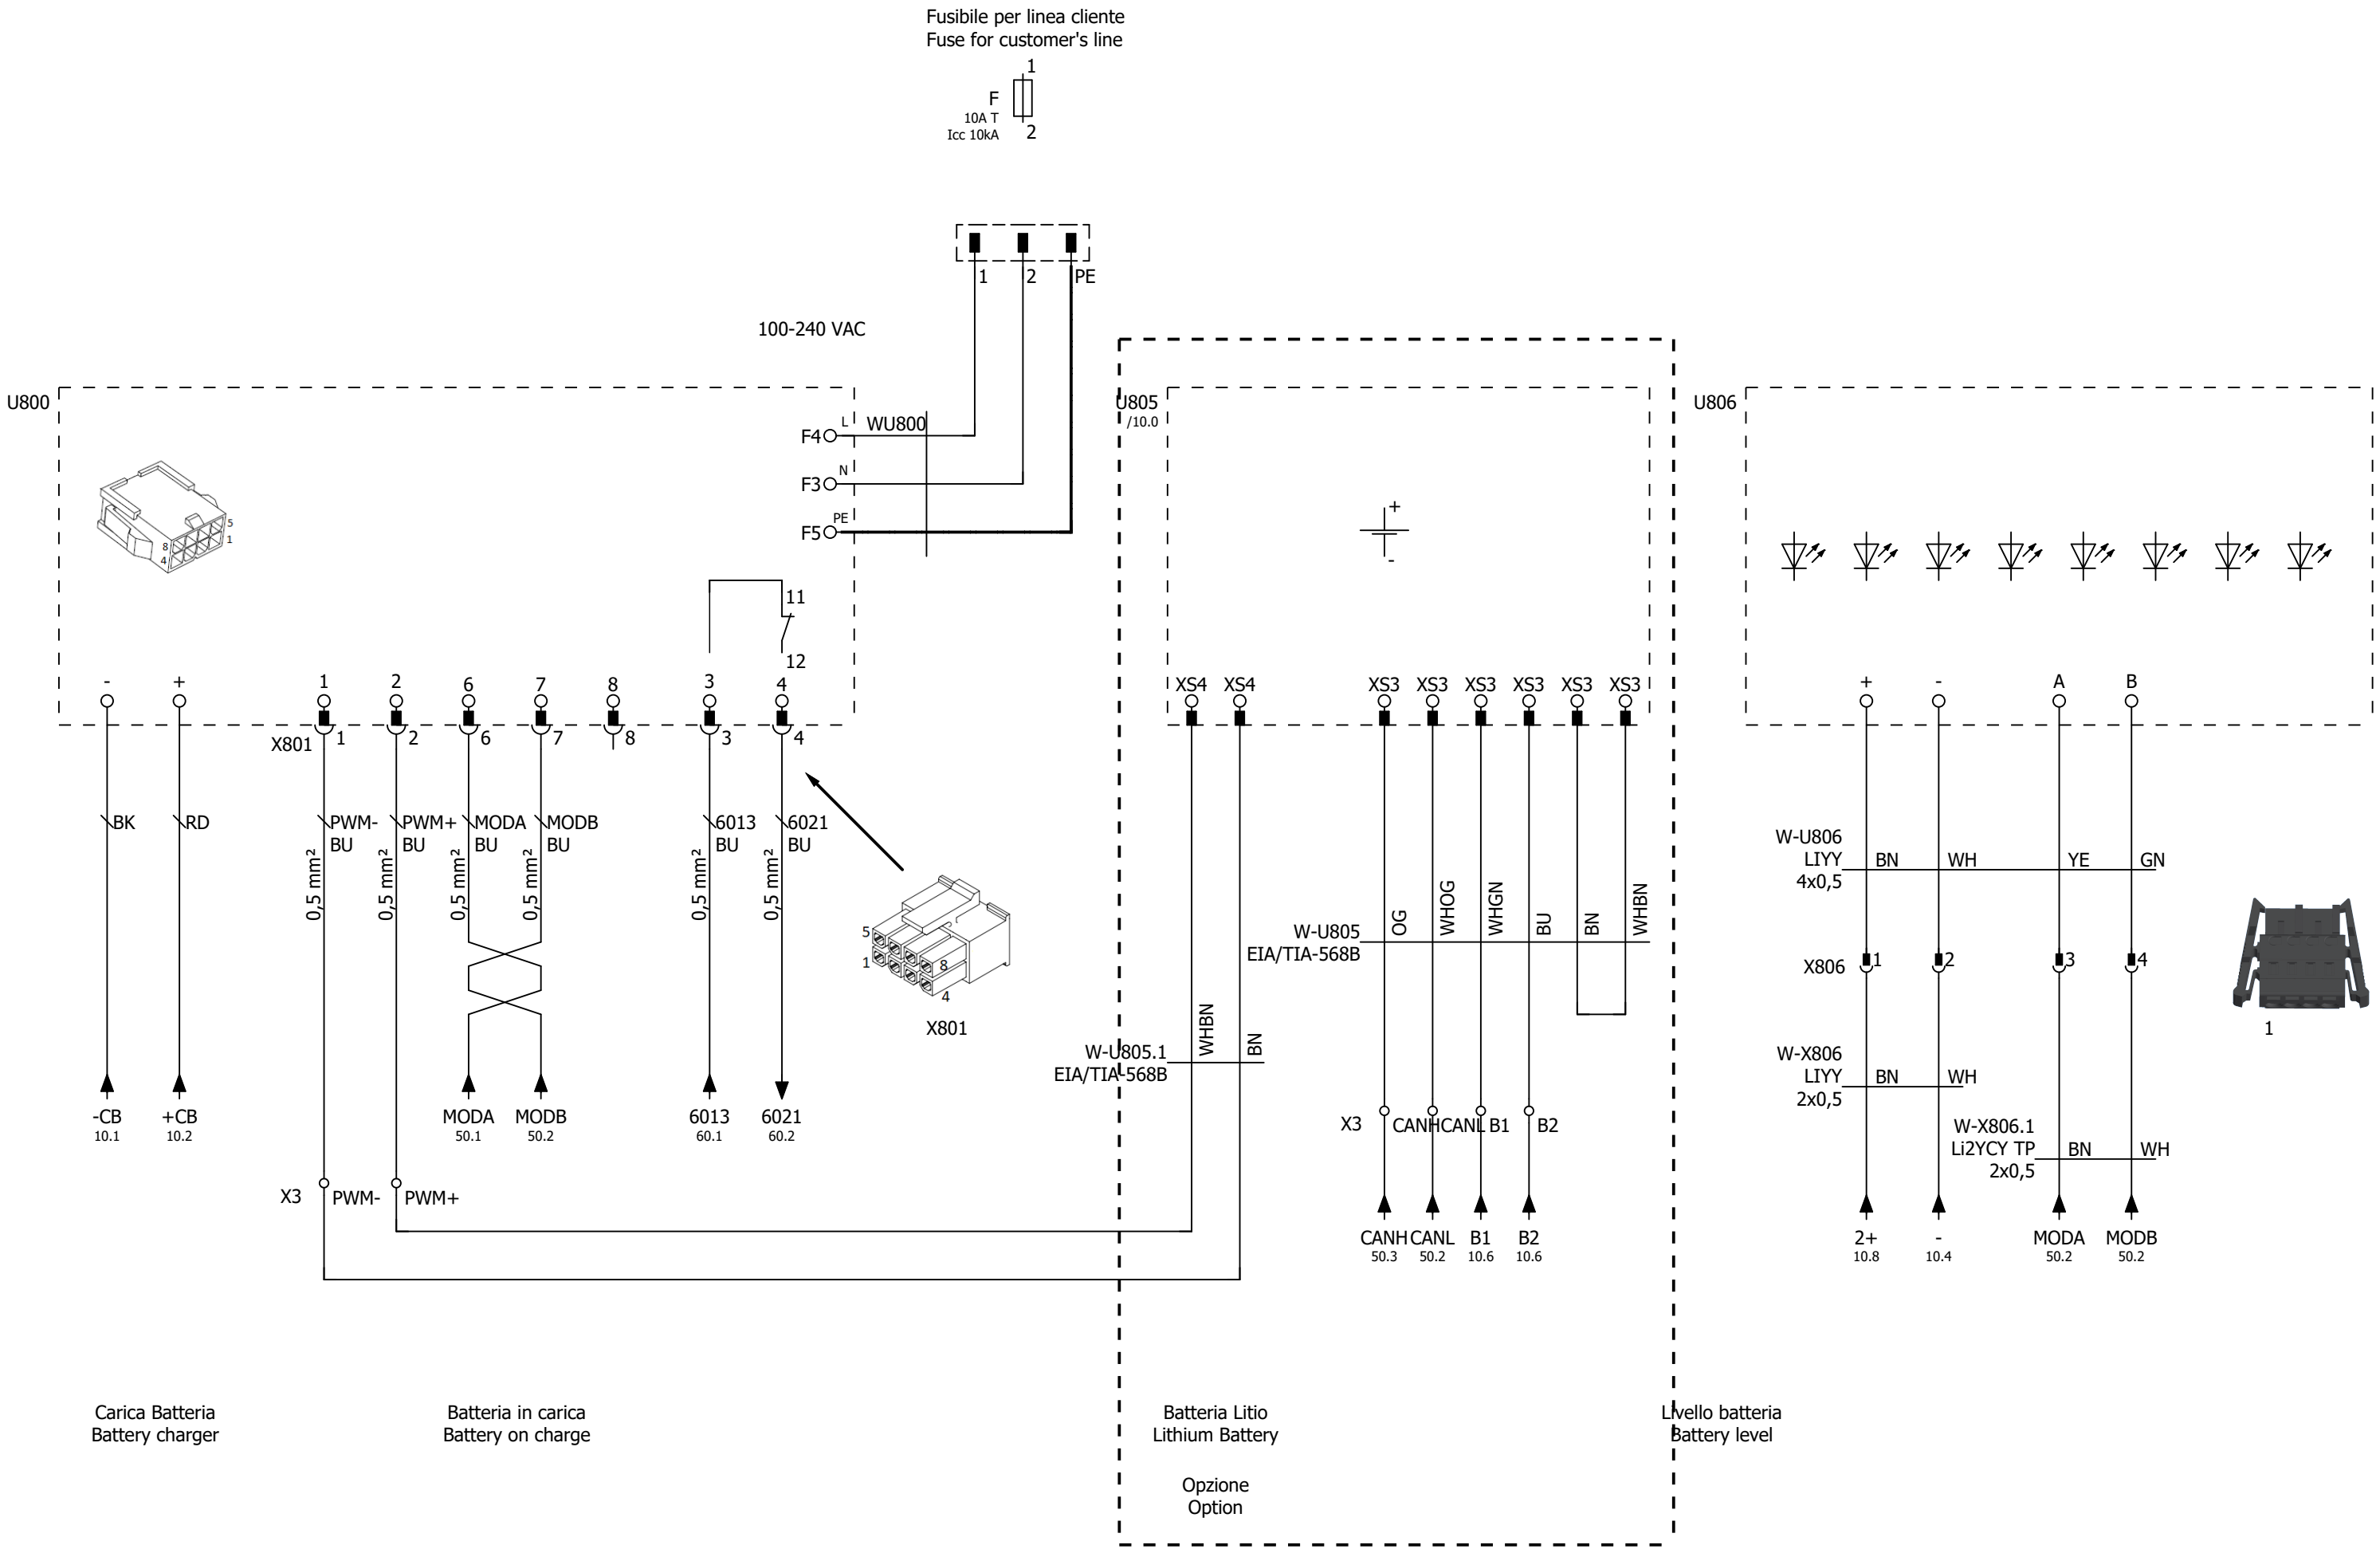 Fusibile per linea cliente
Fuse for customer's line
1
F
10A T
Icc 10kA
2
1
2
PE
100-240 VAC
U800
L
WU800
F4
N
F3
PE
F5
5
1
8
4
11
12
-
+
1
2
6
7
8
3
4
X801
1
2
6
7
8
3
4
BK
RD
PWM-
BU
0,5 mm²
PWM+
BU
0,5 mm²
MODA
BU
0,5 mm²
MODB
BU
0,5 mm²
6013
BU
0,5 mm²
6021
BU
0,5 mm²
5
1
8
4
X801
-CB
10.1
+CB
10.2
MODA
50.1
MODB
50.2
6013
60.1
6021
60.2
X3
PWM-
PWM+
U805
/10.0
+
-
XS4
XS4
XS3
XS3
XS3
XS3
XS3
XS3
W-U805
EIA/TIA-568B
OG
WHOG
WHGN
BU
BN
WHBN
W-U805.1
EIA/TIA-568B
WHBN
BN
X3
CANH
CANL
B1
B2
CANH
50.3
CANL
50.2
B1
10.6
B2
10.6
U806
+
-
A
B
W-U806
LIYY
4x0,5
BN
WH
YE
GN
X806
1
2
3
4
1
W-X806
LIYY
2x0,5
BN
WH
W-X806.1
Li2YCY TP
2x0,5
BN
WH
2+
10.8
-
10.4
MODA
50.2
MODB
50.2
Carica Batteria
Battery charger
Batteria in carica
Battery on charge
Batteria Litio
Lithium Battery
Opzione
Option
Livello batteria
Battery level